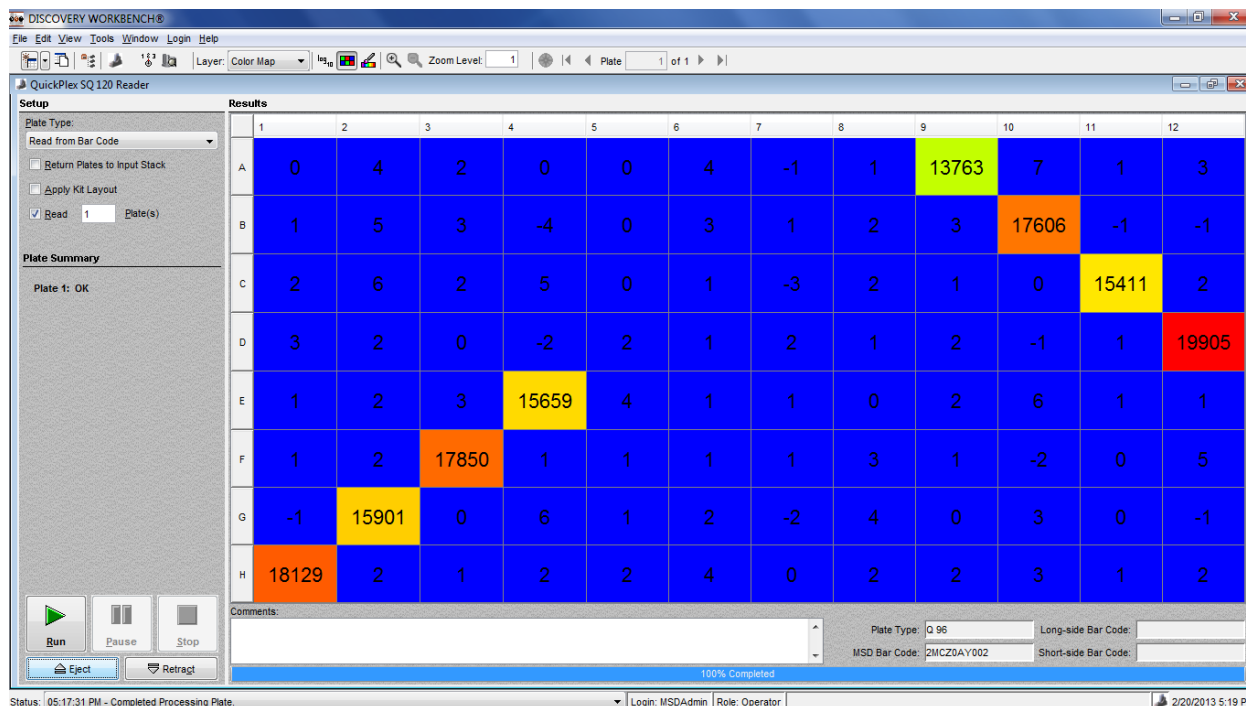 DISCOVERY WORKBENCH®
File Edit View Tools Window Login Help
Layer: Color Map log10 Zoom Level: 1 Plate 1 of 1
QuickPlex SQ 120 Reader
Setup
Plate Type:
Read from Bar Code
Return Plates to Input Stack
Apply Kit Layout
Read 1 Plate(s)
Plate Summary
Plate 1: OK
Results
1 2 3 4 5 6 7 8 9 10 11 12
A 0 4 2 0 0 4 -1 1 13763 7 1 3
B 1 5 3 -4 0 3 1 2 3 17606 -1 -1
C 2 6 2 5 0 1 -3 2 1 0 15411 2
D 3 2 0 -2 2 1 2 1 2 -1 1 19905
E 1 2 3 15659 4 1 1 0 2 6 1 1
F 1 2 17850 1 1 1 1 3 1 -2 0 5
G -1 15901 0 6 1 2 -2 4 0 3 0 -1
H 18129 2 1 2 2 4 0 2 2 3 1 2
Run Pause Stop
Eject Retract
Comments:
Plate Type: Q 96 Long-side Bar Code:
MSD Bar Code: 2MCZ0AY002 Short-side Bar Code:
100% Completed
Status: 05:17:31 PM - Completed Processing Plate. Login: MSDAdmin Role: Operator 2/20/2013 5:19 P